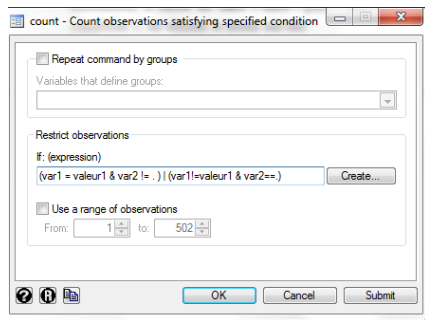 count - Count observations satisfying specified condition
Repeat command by groups
Variables that define groups:
Restrict observations
If: (expression)
(var1 = valeur1 & var2 != . ) | (var1!=valeur1 & var2==.)
Create...
Use a range of observations
From: 1 to: 502
OK Cancel Submit